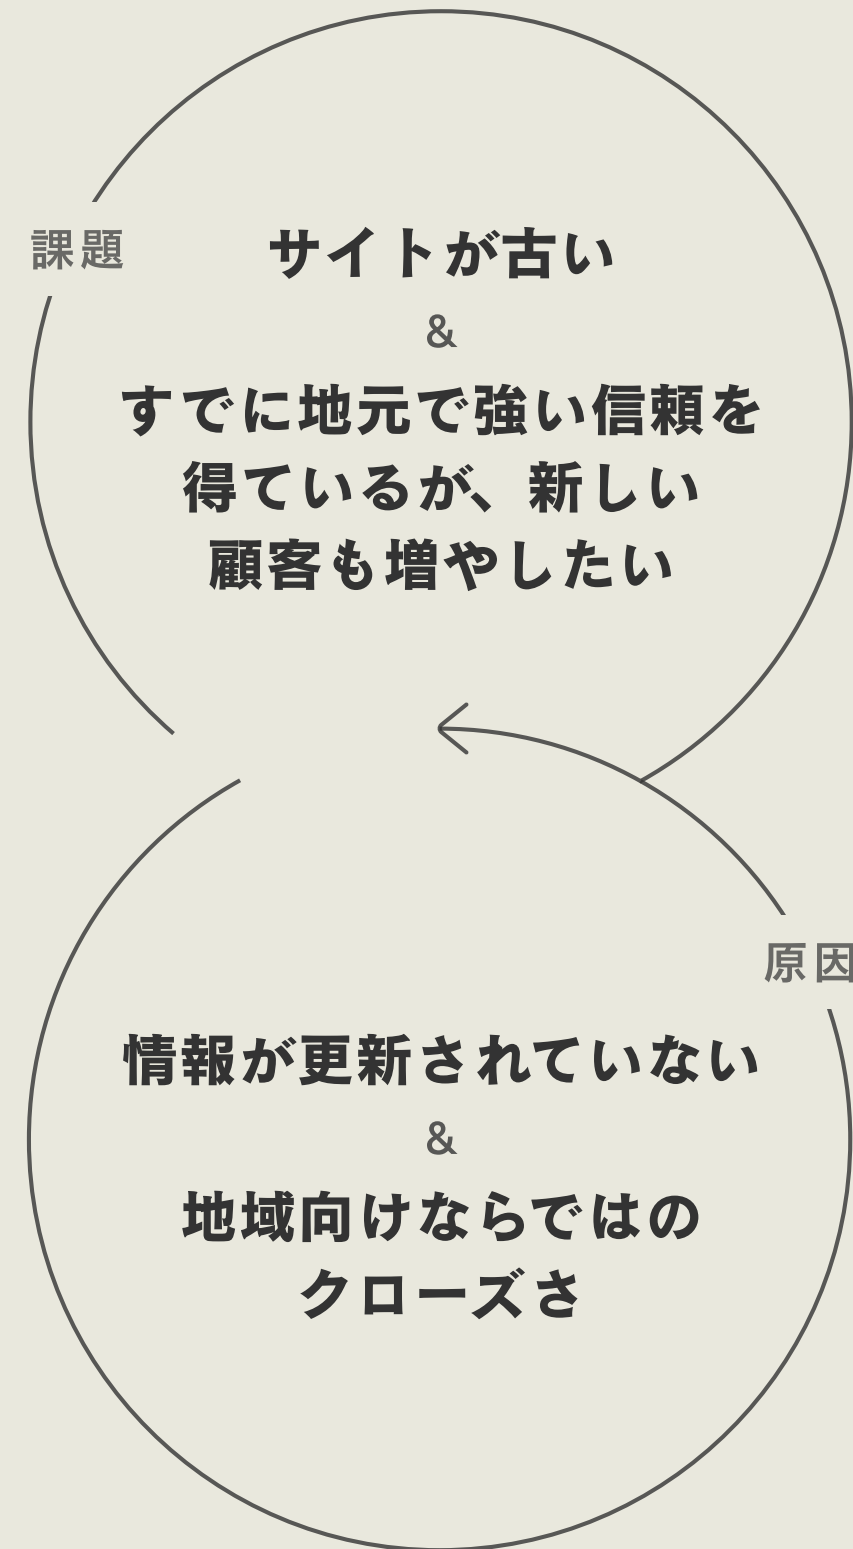 課題
サイトが古い
&
すでに地元で強い信頼を
得ているが、新しい
顧客も増やしたい
原因
情報が更新されていない
&
地域向けならではの
クローズさ